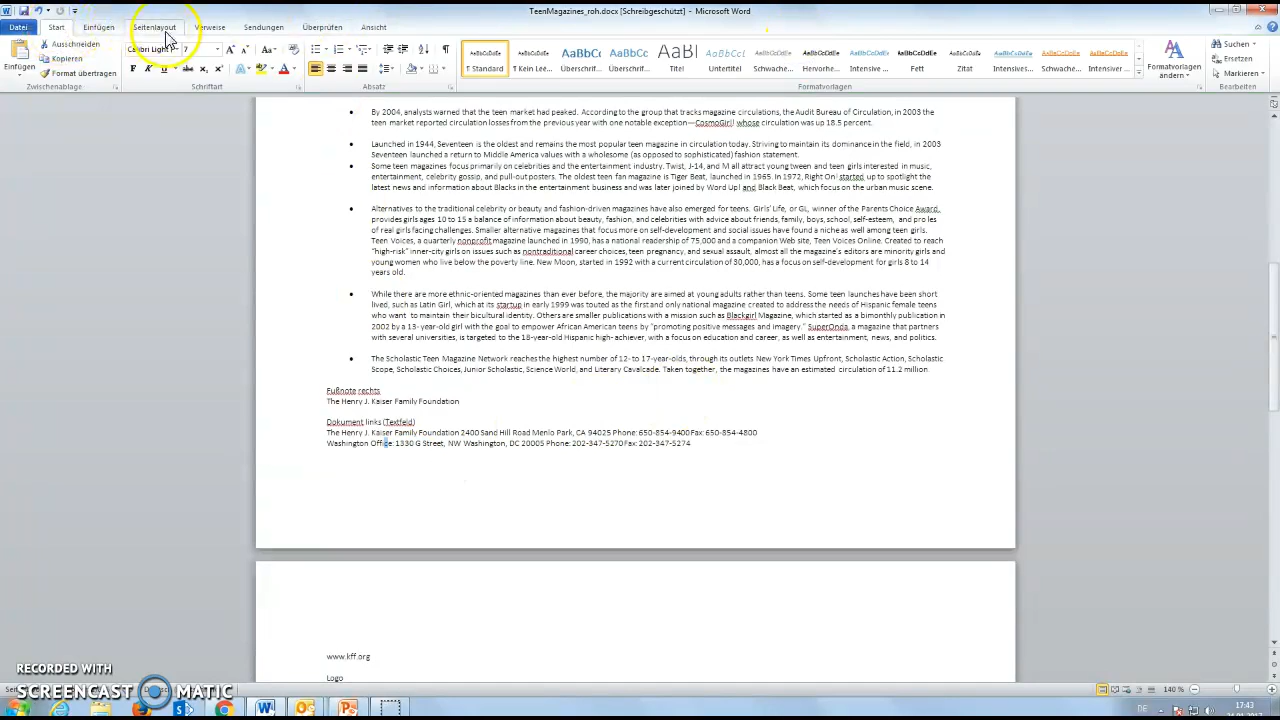 TeenMagazines_roh.docx [Schreibgeschützt] - Microsoft Word
Datei Start Einfügen Seitenlayout Verweise Sendungen Überprüfen Ansicht
Ausschneiden
Kopieren
Format übertragen
Einfügen
Zwischenablage
Calibri Light 7
Schriftart
Absatz
AaBbCcDc AaBbCcDc AaBbCc AaBbCc AaBl AaBbCc AaBbCcDc AaBbCcDc AaBbCcDc AaBbCcDc AaBbCcDc AaBbCcDc AaBbCcDc
¶ Standard ¶ Kein Lee... Überschrif... Überschrif... Titel Untertitel Schwache... Hervorhe... Intensive... Fett Zitat Intensives... Schwache... Intensiver ...
Formatvorlagen
Formatvorlagen ändern
Suchen
Ersetzen
Markieren
Bearbeiten
• By 2004, analysts warned that the teen market had peaked. According to the group that tracks magazine circulations, the Audit Bureau of Circulation, in 2003 the
teen market reported circulation losses from the previous year with one notable exception—CosmoGirl! whose circulation was up 18.5 percent.
• Launched in 1944, Seventeen is the oldest and remains the most popular teen magazine in circulation today. Striving to maintain its dominance in the field, in 2003
Seventeen launched a return to Middle America values with a wholesome (as opposed to sophisticated) fashion statement.
• Some teen magazines focus primarily on celebrities and the entertainment industry. Twist, J-14, and M all attract young tween and teen girls interested in music,
entertainment, celebrity gossip, and pull-out posters. The oldest teen fan magazine is Tiger Beat, launched in 1965. In 1972, Right On! started up to spotlight the
latest news and information about Blacks in the entertainment business and was later joined by Word Up! and Black Beat, which focus on the urban music scene.
• Alternatives to the traditional celebrity or beauty and fashion-driven magazines have also emerged for teens. Girls' Life, or GL, winner of the Parents Choice Award,
provides girls ages 10 to 15 a balance of information about beauty, fashion, and celebrities with advice about friends, family, boys, school, self-esteem, and pro les
of real girls facing challenges. Smaller alternative magazines that focus more on self-development and social issues have found a niche as well among teen girls.
Teen Voices, a quarterly nonprofit magazine launched in 1990, has a national readership of 75,000 and a companion Web site, Teen Voices Online. Created to reach
"high-risk" inner-city girls on issues such as nontraditional career choices, teen pregnancy, and sexual assault, almost all the magazine's editors are minority girls and
young women who live below the poverty line. New Moon, started in 1992 with a current circulation of 30,000, has a focus on self-development for girls 8 to 14
years old.
• While there are more ethnic-oriented magazines than ever before, the majority are aimed at young adults rather than teens. Some teen launches have been short
lived, such as Latin Girl, which at its startup in early 1999 was touted as the first and only national magazine created to address the needs of Hispanic female teens
who want to maintain their bicultural identity. Others are smaller publications with a mission such as Blackgirl Magazine, which started as a bimonthly publication in
2002 by a 13- year-old girl with the goal to empower African American teens by "promoting positive messages and imagery." SuperOnda, a magazine that partners
with several universities, is targeted to the 18-year-old Hispanic high- achiever, with a focus on education and career, as well as entertainment, news, and politics.
• The Scholastic Teen Magazine Network reaches the highest number of 12- to 17-year-olds, through its outlets New York Times Upfront, Scholastic Action, Scholastic
Scope, Scholastic Choices, Junior Scholastic, Science World, and Literary Cavalcade. Taken together, the magazines have an estimated circulation of 11.2 million.
Fußnote rechts
The Henry J. Kaiser Family Foundation
Dokument links (Textfeld)
The Henry J. Kaiser Family Foundation 2400 Sand Hill Road Menlo Park, CA 94025 Phone: 650-854-9400 Fax: 650-854-4800
Washington Office: 1330 G Street, NW Washington, DC 20005 Phone: 202-347-5270 Fax: 202-347-5274
www.kff.org
Logo
RECORDED WITH
SCREENCAST MATIC
140 %
DE 17:43